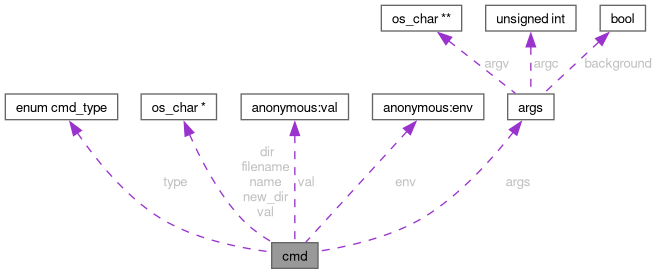 os_char **
unsigned int
bool
argv
argc
background
enum cmd_type
os_char *
anonymous:val
anonymous:env
args
type
dir
filename
name
new_dir
val
val
env
args
cmd